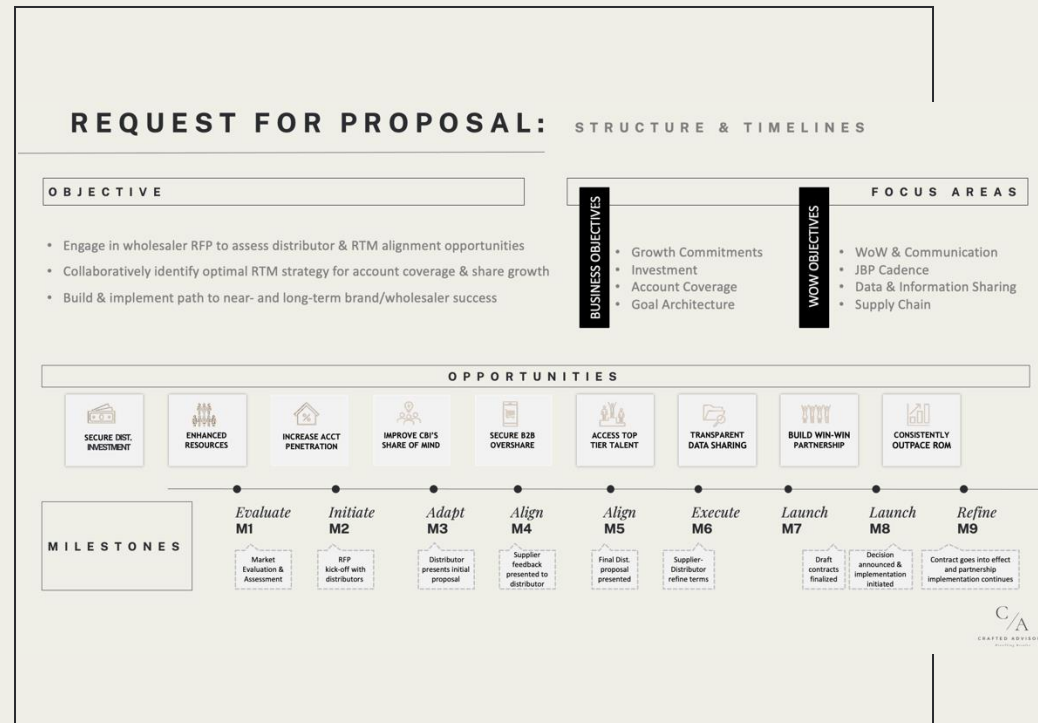 REQUEST FOR PROPOSAL: STRUCTURE & TIMELINES
OBJECTIVE
• Engage in wholesaler RFP to assess distributor & RTM alignment opportunities
• Collaboratively identify optimal RTM strategy for account coverage & share growth
• Build & implement path to near- and long-term brand/wholesaler success
FOCUS AREAS
BUSINESS OBJECTIVES
• Growth Commitments
• Investment
• Account Coverage
• Goal Architecture
WOW OBJECTIVES
• WoW & Communication
• JBP Cadence
• Data & Information Sharing
• Supply Chain
OPPORTUNITIES
SECURE DIST.
INVESTMENT
ENHANCED
RESOURCES
INCREASE ACCT
PENETRATION
IMPROVE CBI'S
SHARE OF MIND
SECURE B2B
OVERSHARE
ACCESS TOP
TIER TALENT
TRANSPARENT
DATA SHARING
BUILD WIN-WIN
PARTNERSHIP
CONSISTENTLY
OUTPACE ROM
MILESTONES
Evaluate
M1
Market
Evaluation &
Assessment
Initiate
M2
RFP
kick-off with
distributors
Adapt
M3
Distributor
presents initial
proposal
Align
M4
Supplier
feedback
presented to
distributor
Align
M5
Final Dist.
proposal
presented
Execute
M6
Supplier-
Distributor
refine terms
Launch
M7
Draft
contracts
finalized
Launch
M8
Decision
announced &
implementation
initiated
Refine
M9
Contract goes into effect
and partnership
implementation continues
C/A
CRAFTED ADVISO